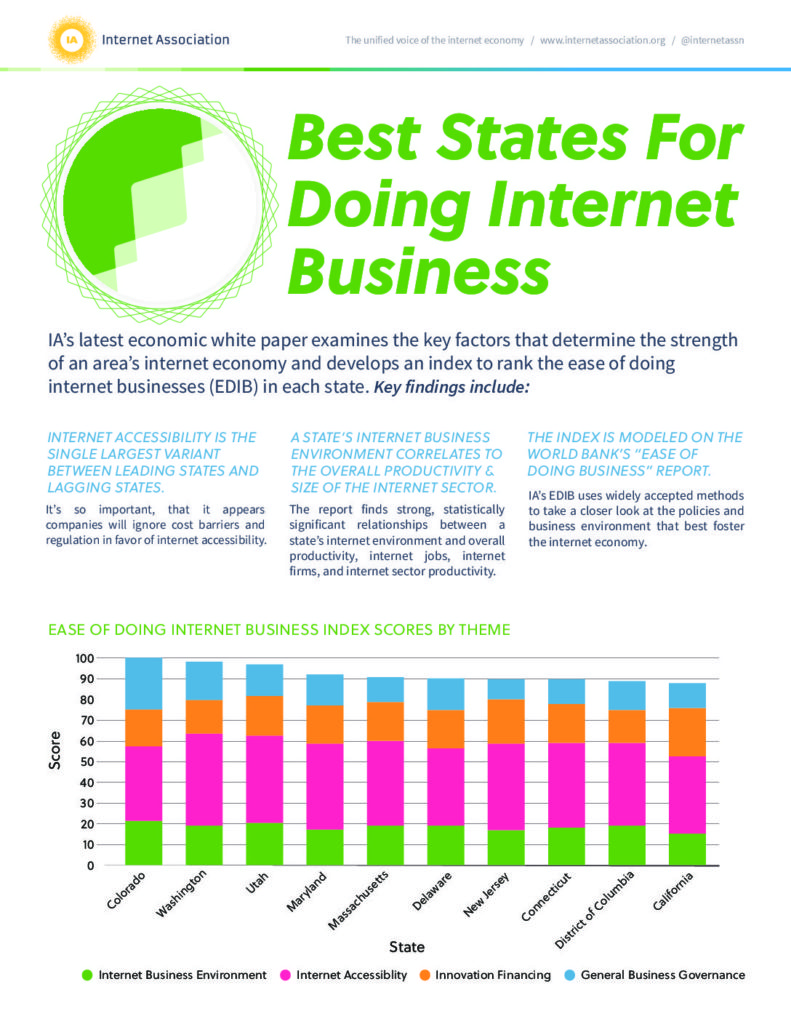 IA Internet Association
The unified voice of the internet economy / www.internetassociation.org / @internetassn
Best States For
Doing Internet
Business
IA's latest economic white paper examines the key factors that determine the strength
of an area's internet economy and develops an index to rank the ease of doing
internet businesses (EDIB) in each state. Key findings include:
INTERNET ACCESSIBILITY IS THE
SINGLE LARGEST VARIANT
BETWEEN LEADING STATES AND
LAGGING STATES.
It's so important, that it appears
companies will ignore cost barriers and
regulation in favor of internet accessibility.
A STATE'S INTERNET BUSINESS
ENVIRONMENT CORRELATES TO
THE OVERALL PRODUCTIVITY &
SIZE OF THE INTERNET SECTOR.
The report finds strong, statistically
significant relationships between a
state's internet environment and overall
productivity, internet jobs, internet
firms, and internet sector productivity.
THE INDEX IS MODELED ON THE
WORLD BANK'S "EASE OF
DOING BUSINESS" REPORT.
IA's EDIB uses widely accepted methods
to take a closer look at the policies and
business environment that best foster
the internet economy.
EASE OF DOING INTERNET BUSINESS INDEX SCORES BY THEME
Score
100
90
80
70
60
50
40
30
20
10
0
Colorado
Washington
Utah
Maryland
Massachusetts
Delaware
New Jersey
Connecticut
District of Columbia
California
State
Internet Business Environment
Internet Accessiblity
Innovation Financing
General Business Governance